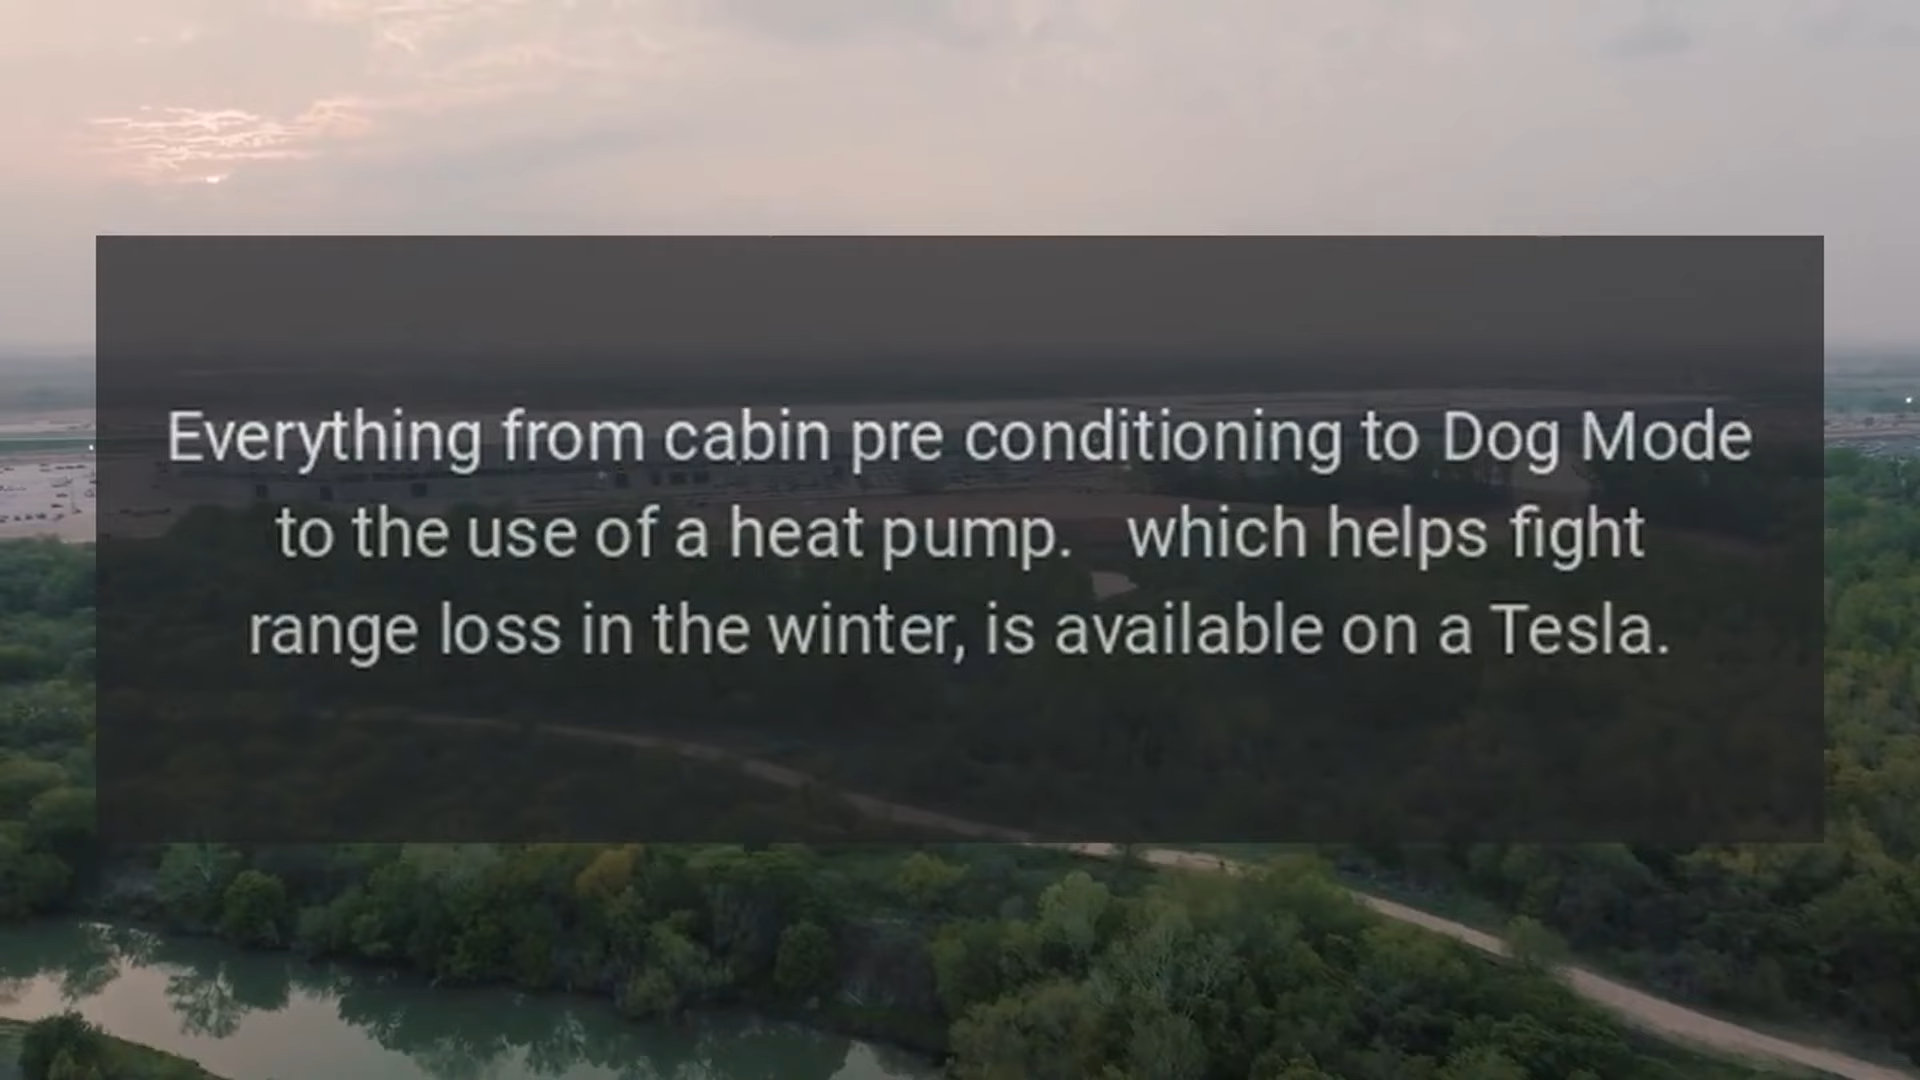 Everything from cabin pre conditioning to Dog Mode
to the use of a heat pump.   which helps fight
range loss in the winter, is available on a Tesla.